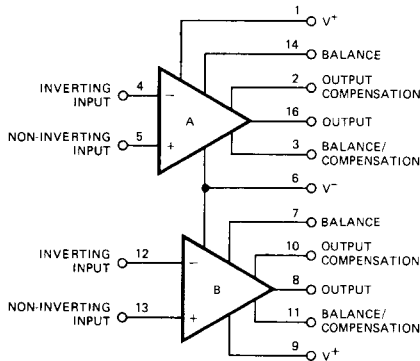 1
V+
14
BALANCE
2
OUTPUT
COMPENSATION
INVERTING
INPUT
4
−
A
16
OUTPUT
NON-INVERTING
INPUT
5
+
3
BALANCE/
COMPENSATION
6
V−
7
BALANCE
INVERTING
INPUT
12
−
10
OUTPUT
COMPENSATION
B
8
OUTPUT
NON-INVERTING
INPUT
13
+
11
BALANCE/
COMPENSATION
9
V+